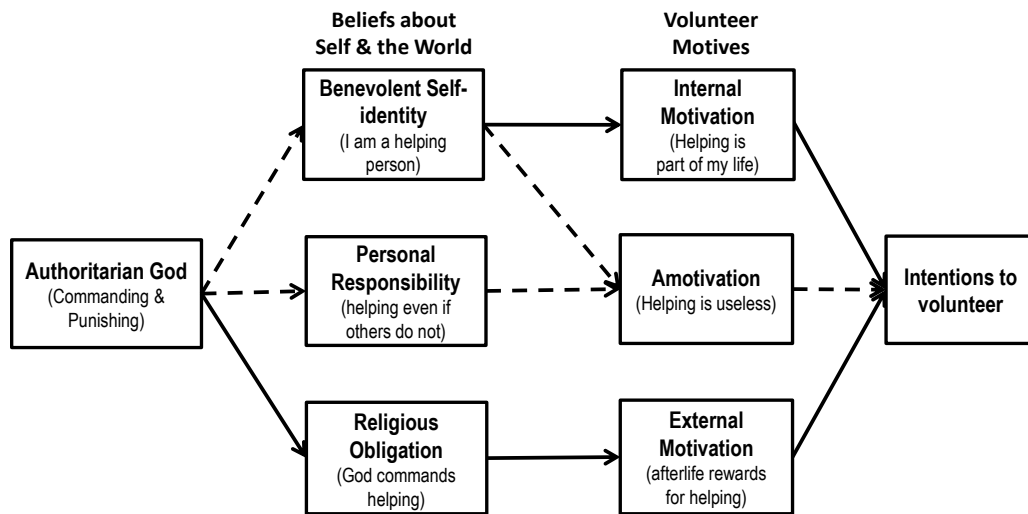 Beliefs about
Self & the World
Volunteer
Motives
Benevolent Self-
identity
(I am a helping
person)
Internal
Motivation
(Helping is
part of my life)
Authoritarian God
(Commanding &
Punishing)
Personal
Responsibility
(helping even if
others do not)
Amotivation
(Helping is useless)
Intentions to
volunteer
Religious
Obligation
(God commands
helping)
External
Motivation
(afterlife rewards
for helping)